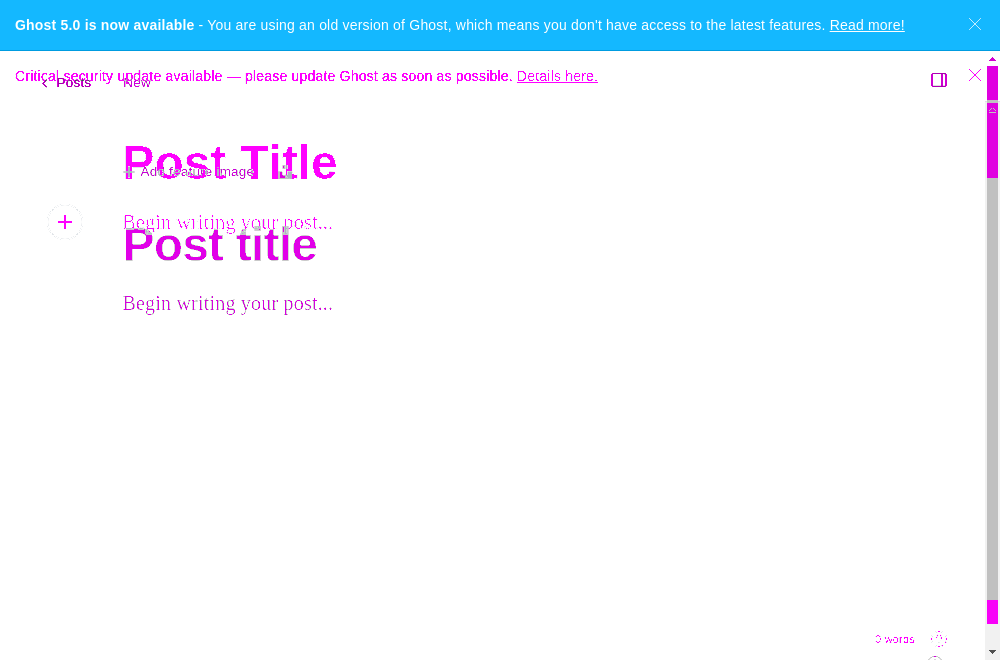 Ghost 5.0 is now available - You are using an old version of Ghost, which means you don't have access to the latest features. Read more!
Critical security update available — please update Ghost as soon as possible. Details here.
Posts New
Post Title
Add feature image
Begin writing your post...
Post title
Begin writing your post...
0 words